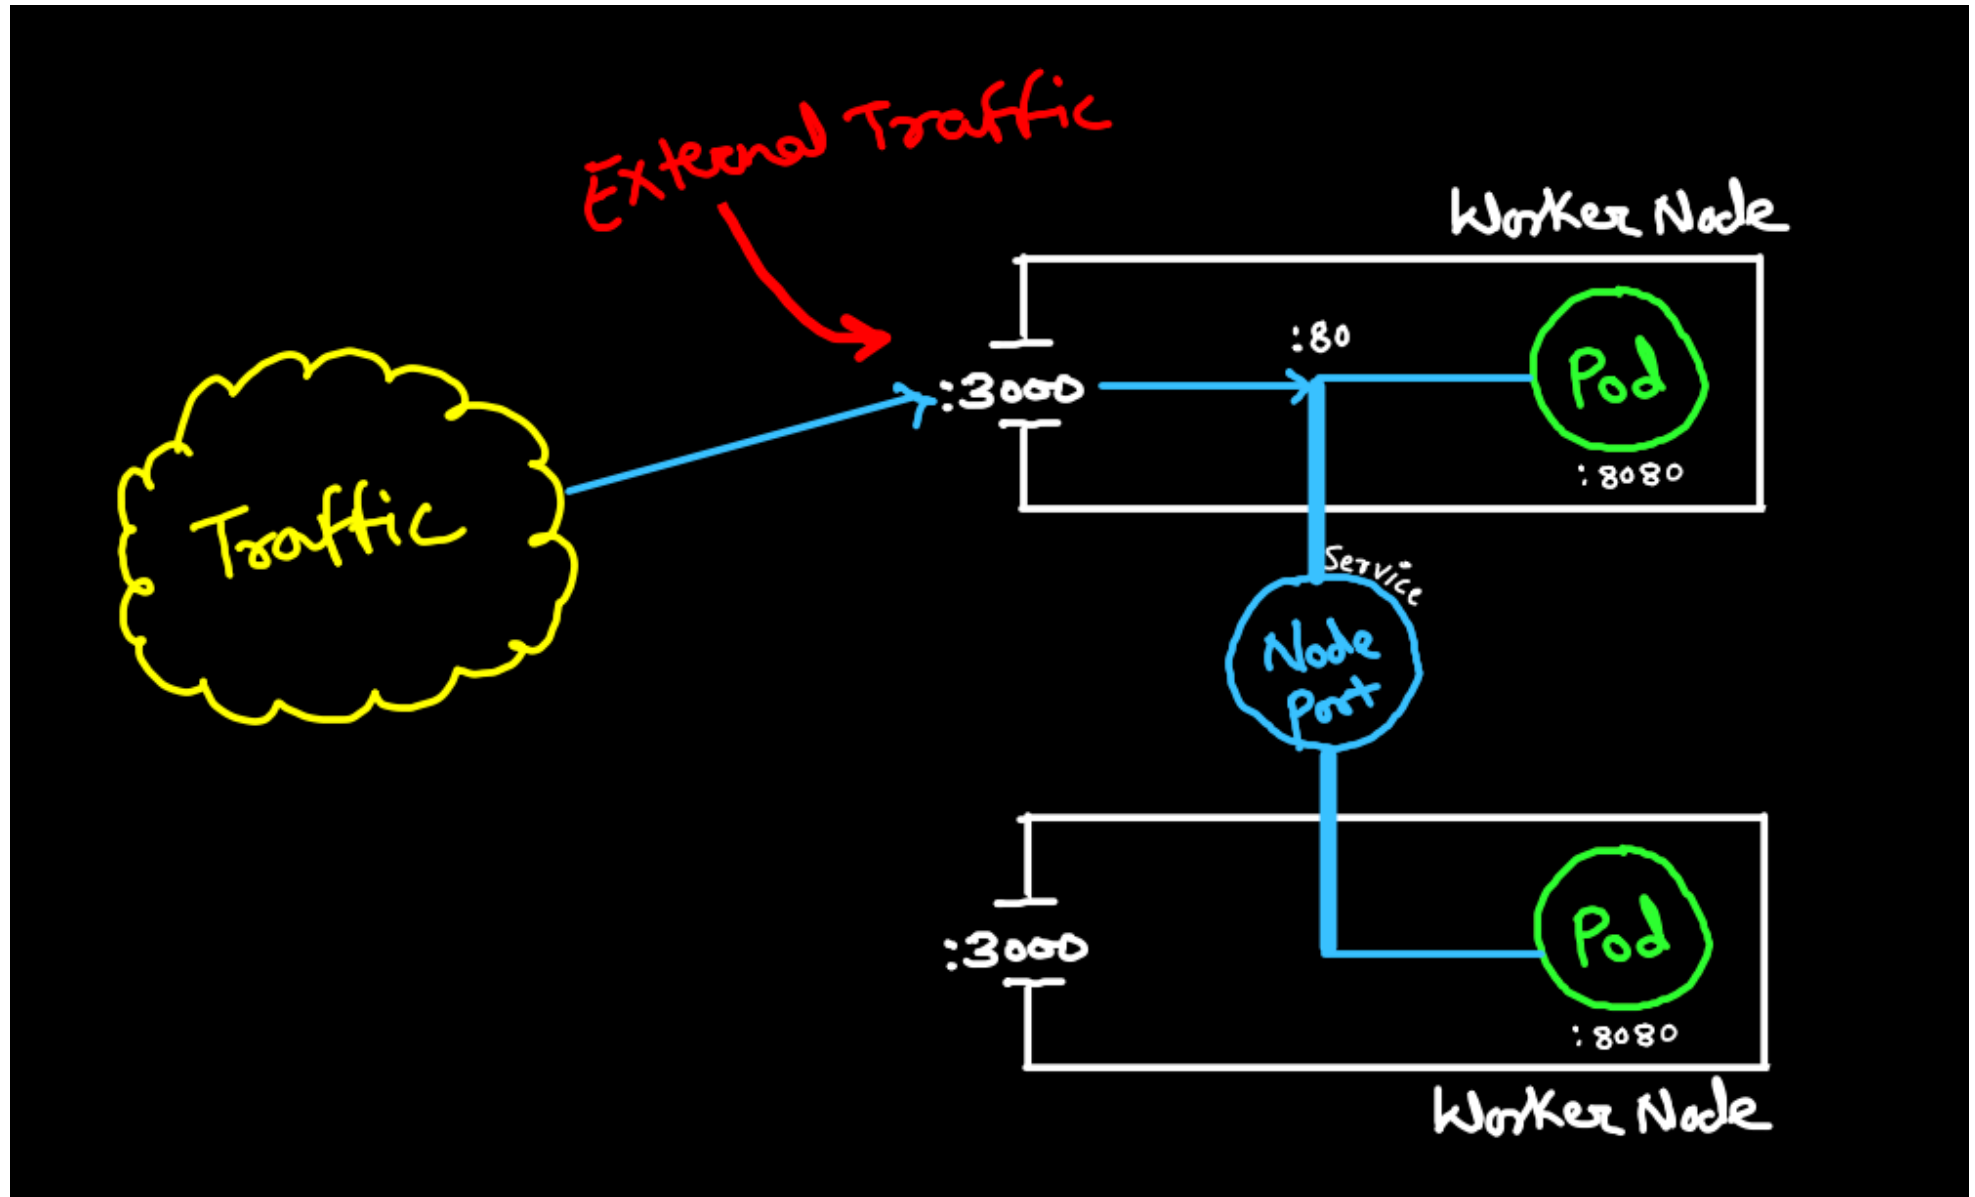 External Traffic
Worker Node
:80
:3000
Pod
:8080
Traffic
Service
Node
Port
:3000
Pod
:8080
Worker Node